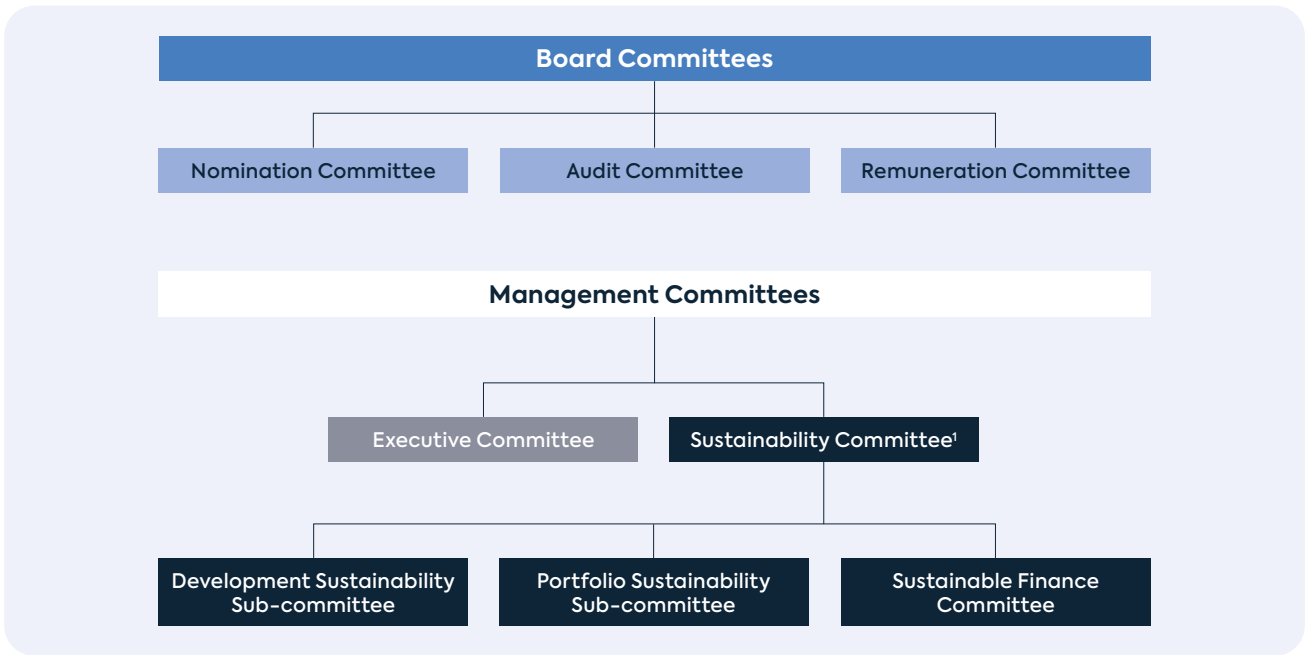 Board Committees
Nomination Committee
Audit Committee
Remuneration Committee
Management Committees
Executive Committee
Sustainability Committee¹
Development Sustainability
Sub-committee
Portfolio Sustainability
Sub-committee
Sustainable Finance
Committee